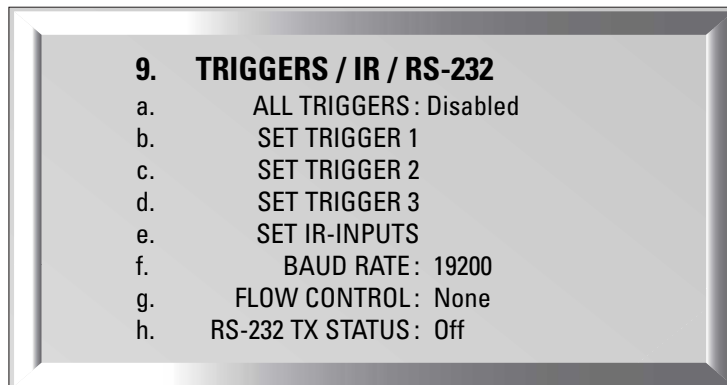 9. TRIGGERS / IR / RS-232
a. ALL TRIGGERS: Disabled
b. SET TRIGGER 1
c. SET TRIGGER 2
d. SET TRIGGER 3
e. SET IR-INPUTS
f. BAUD RATE: 19200
g. FLOW CONTROL: None
h. RS-232 TX STATUS: Off